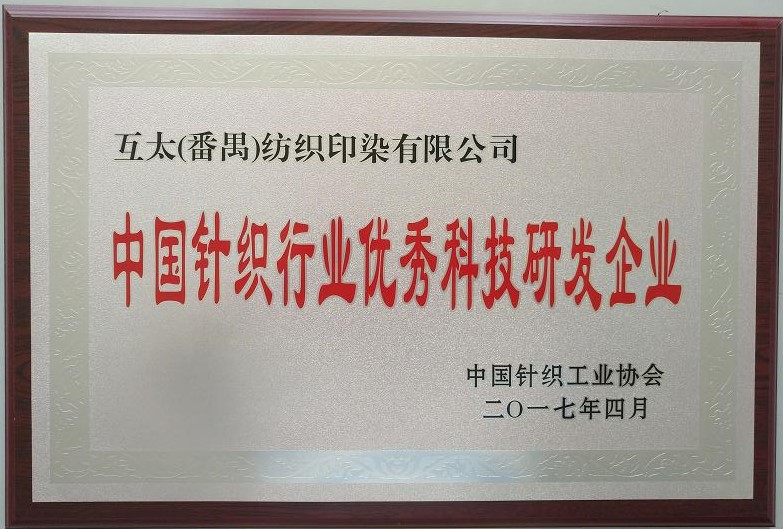 互太(番禺)纺织印染有限公司
中国针织行业优秀科技研发企业
中国针织工业协会
二〇一七年四月